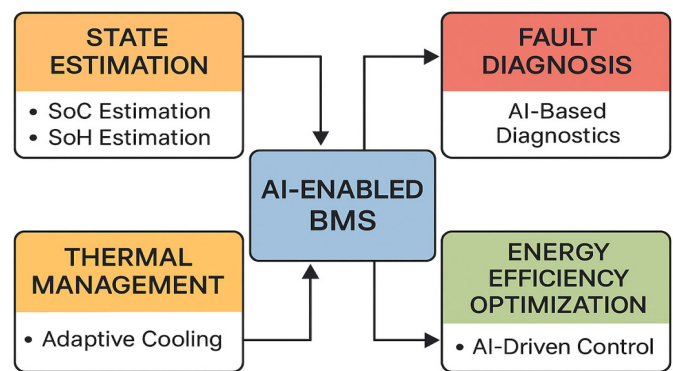 STATE
ESTIMATION
• SoC Estimation
• SoH Estimation
FAULT
DIAGNOSIS
AI-Based
Diagnostics
AI-ENABLED
BMS
THERMAL
MANAGEMENT
• Adaptive Cooling
ENERGY
EFFICIENCY
OPTIMIZATION
• AI-Driven Control